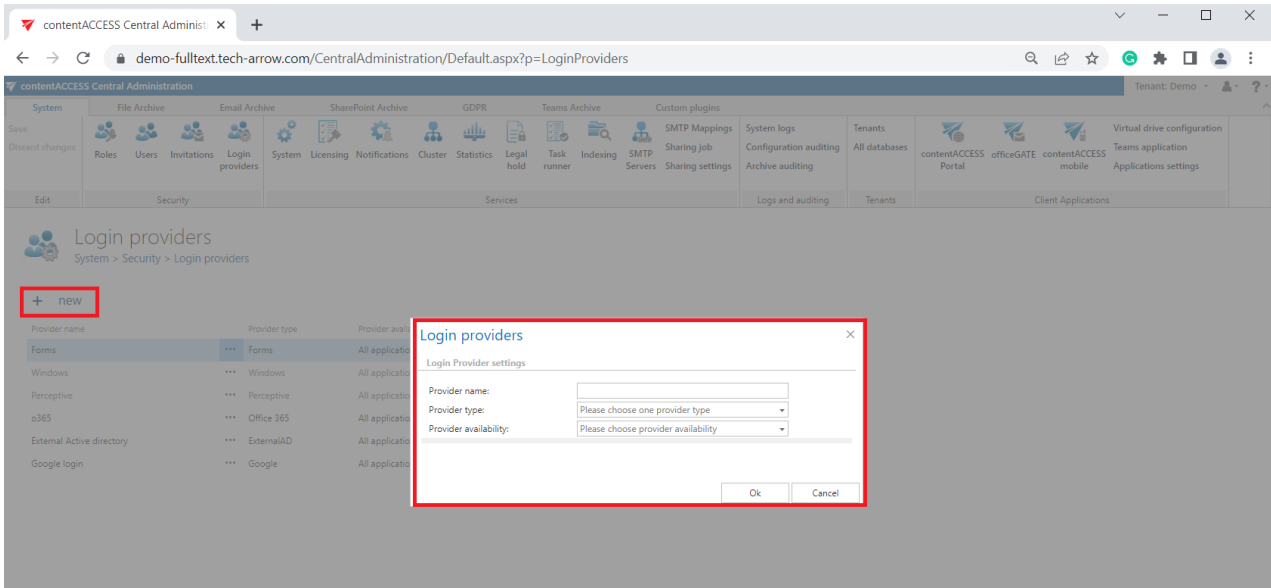 contentACCESS Central Administ
demo-fulltext.tech-arrow.com/CentralAdministration/Default.aspx?p=LoginProviders
contentACCESS Central Administration
Tenant: Demo
?
System File Archive Email Archive SharePoint Archive GDPR Teams Archive Custom plugins
Save
Discard changes
Roles
Users
Invitations
Login providers
System
Licensing
Notifications
Cluster
Statistics
Legal hold
Task runner
Indexing
SMTP Servers
SMTP Mappings
Sharing job
Sharing settings
System logs
Configuration auditing
Archive auditing
Tenants
All databases
contentACCESS Portal
officeGATE
contentACCESS mobile
Virtual drive configuration
Teams application
Applications settings
Edit Security Services Logs and auditing Tenants Client Applications
Login providers
System > Security > Login providers
+ new
Provider name Provider type Provider availa
Forms ··· Forms All applicatio
Windows ··· Windows All applicatio
Perceptive ··· Perceptive All applicatio
o365 ··· Office 365 All applicatio
External Active directory ··· ExternalAD All applicatio
Google login ··· Google All applicatio
Login providers
Login Provider settings
Provider name:
Provider type: Please choose one provider type
Provider availability: Please choose provider availability
Ok Cancel